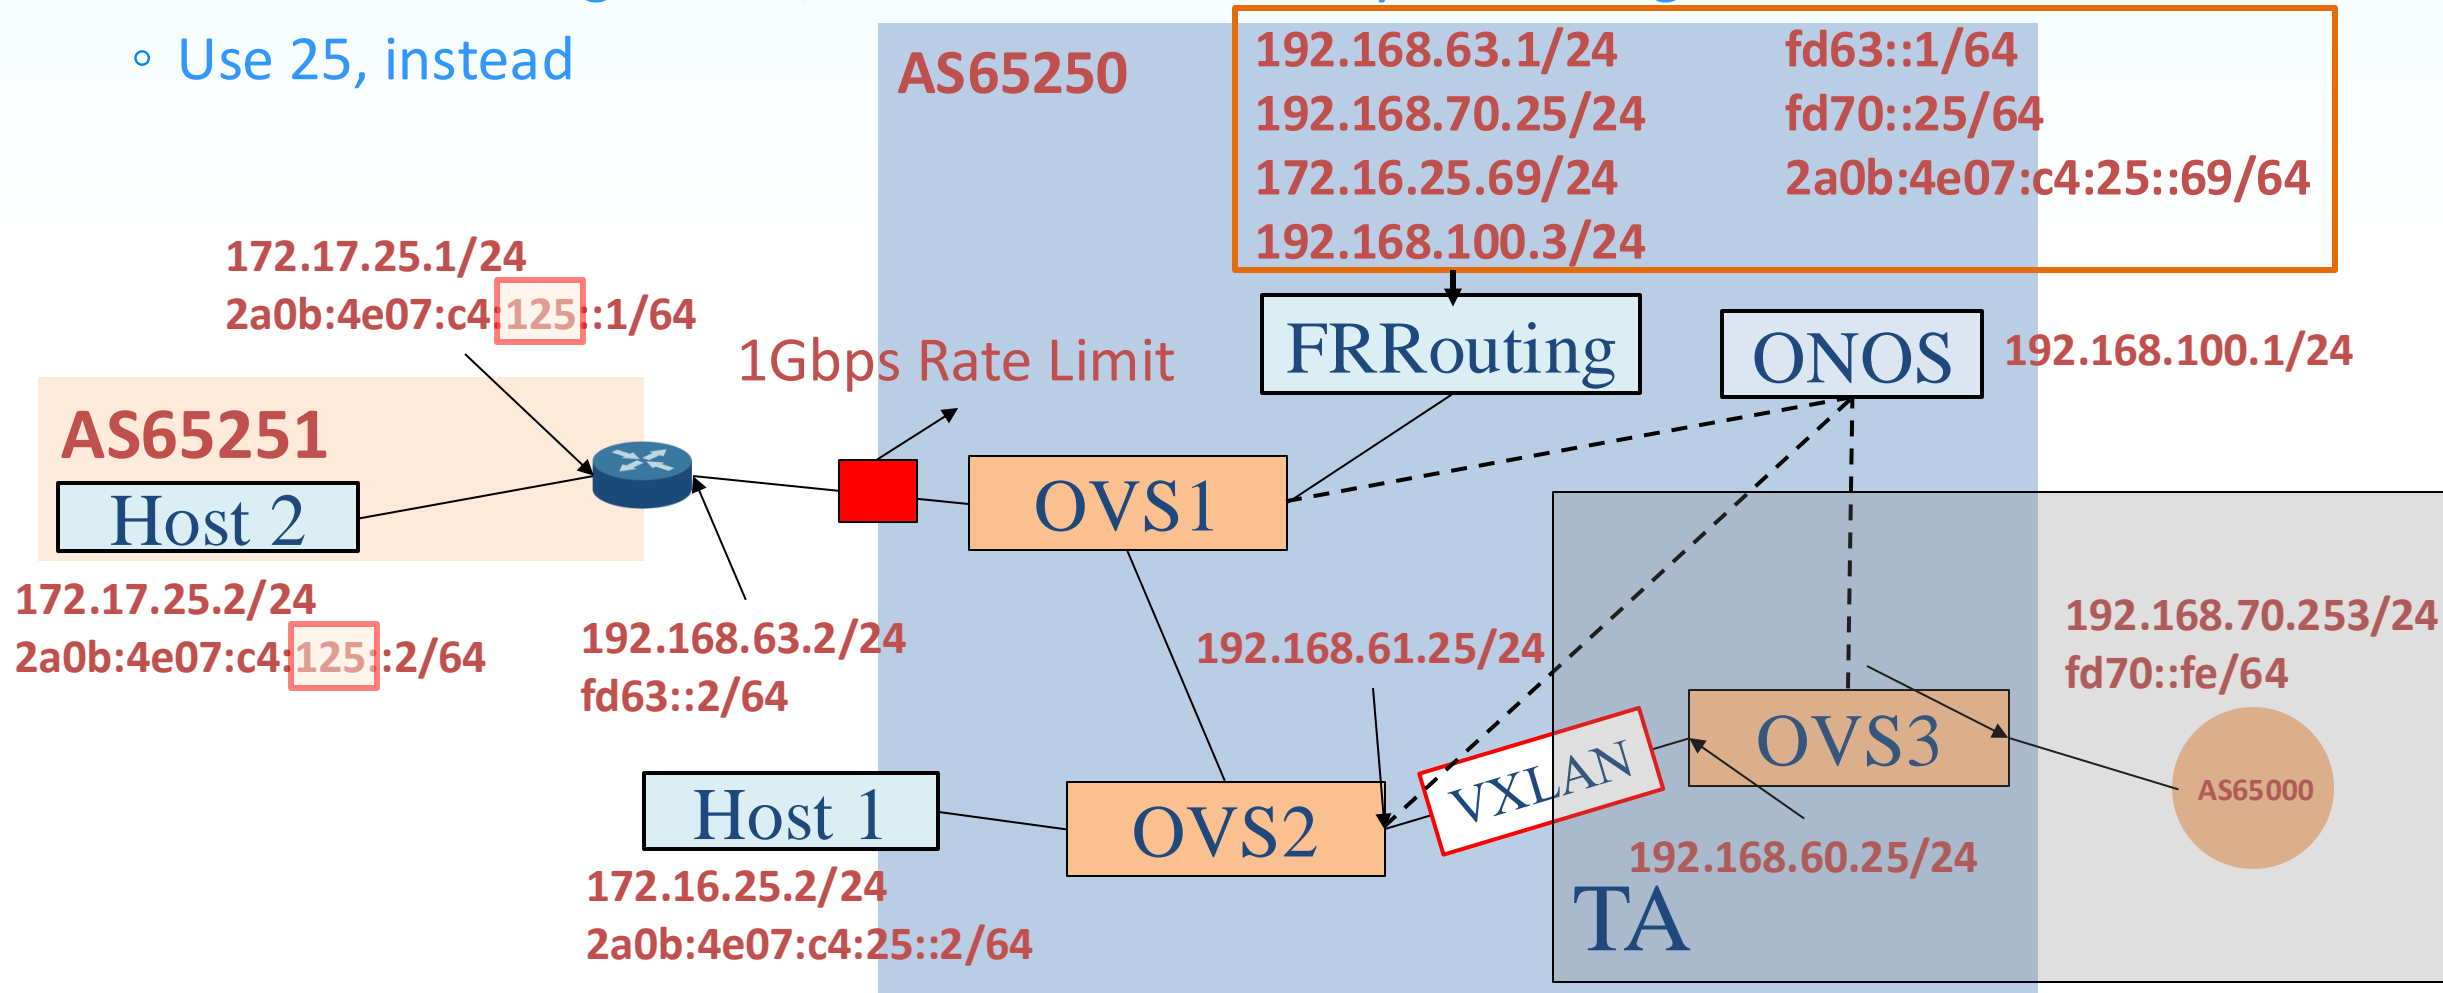 ◦ Use 25, instead
AS65250
192.168.63.1/24 fd63::1/64
192.168.70.25/24 fd70::25/64
172.16.25.69/24 2a0b:4e07:c4:25::69/64
192.168.100.3/24
172.17.25.1/24
2a0b:4e07:c4:125::1/64
1Gbps Rate Limit
FRRouting
ONOS
192.168.100.1/24
AS65251
Host 2
OVS1
172.17.25.2/24
2a0b:4e07:c4:125::2/64
192.168.63.2/24
fd63::2/64
192.168.61.25/24
192.168.70.253/24
fd70::fe/64
VXLAN
OVS3
AS65000
Host 1
OVS2
192.168.60.25/24
172.16.25.2/24
2a0b:4e07:c4:25::2/64
TA